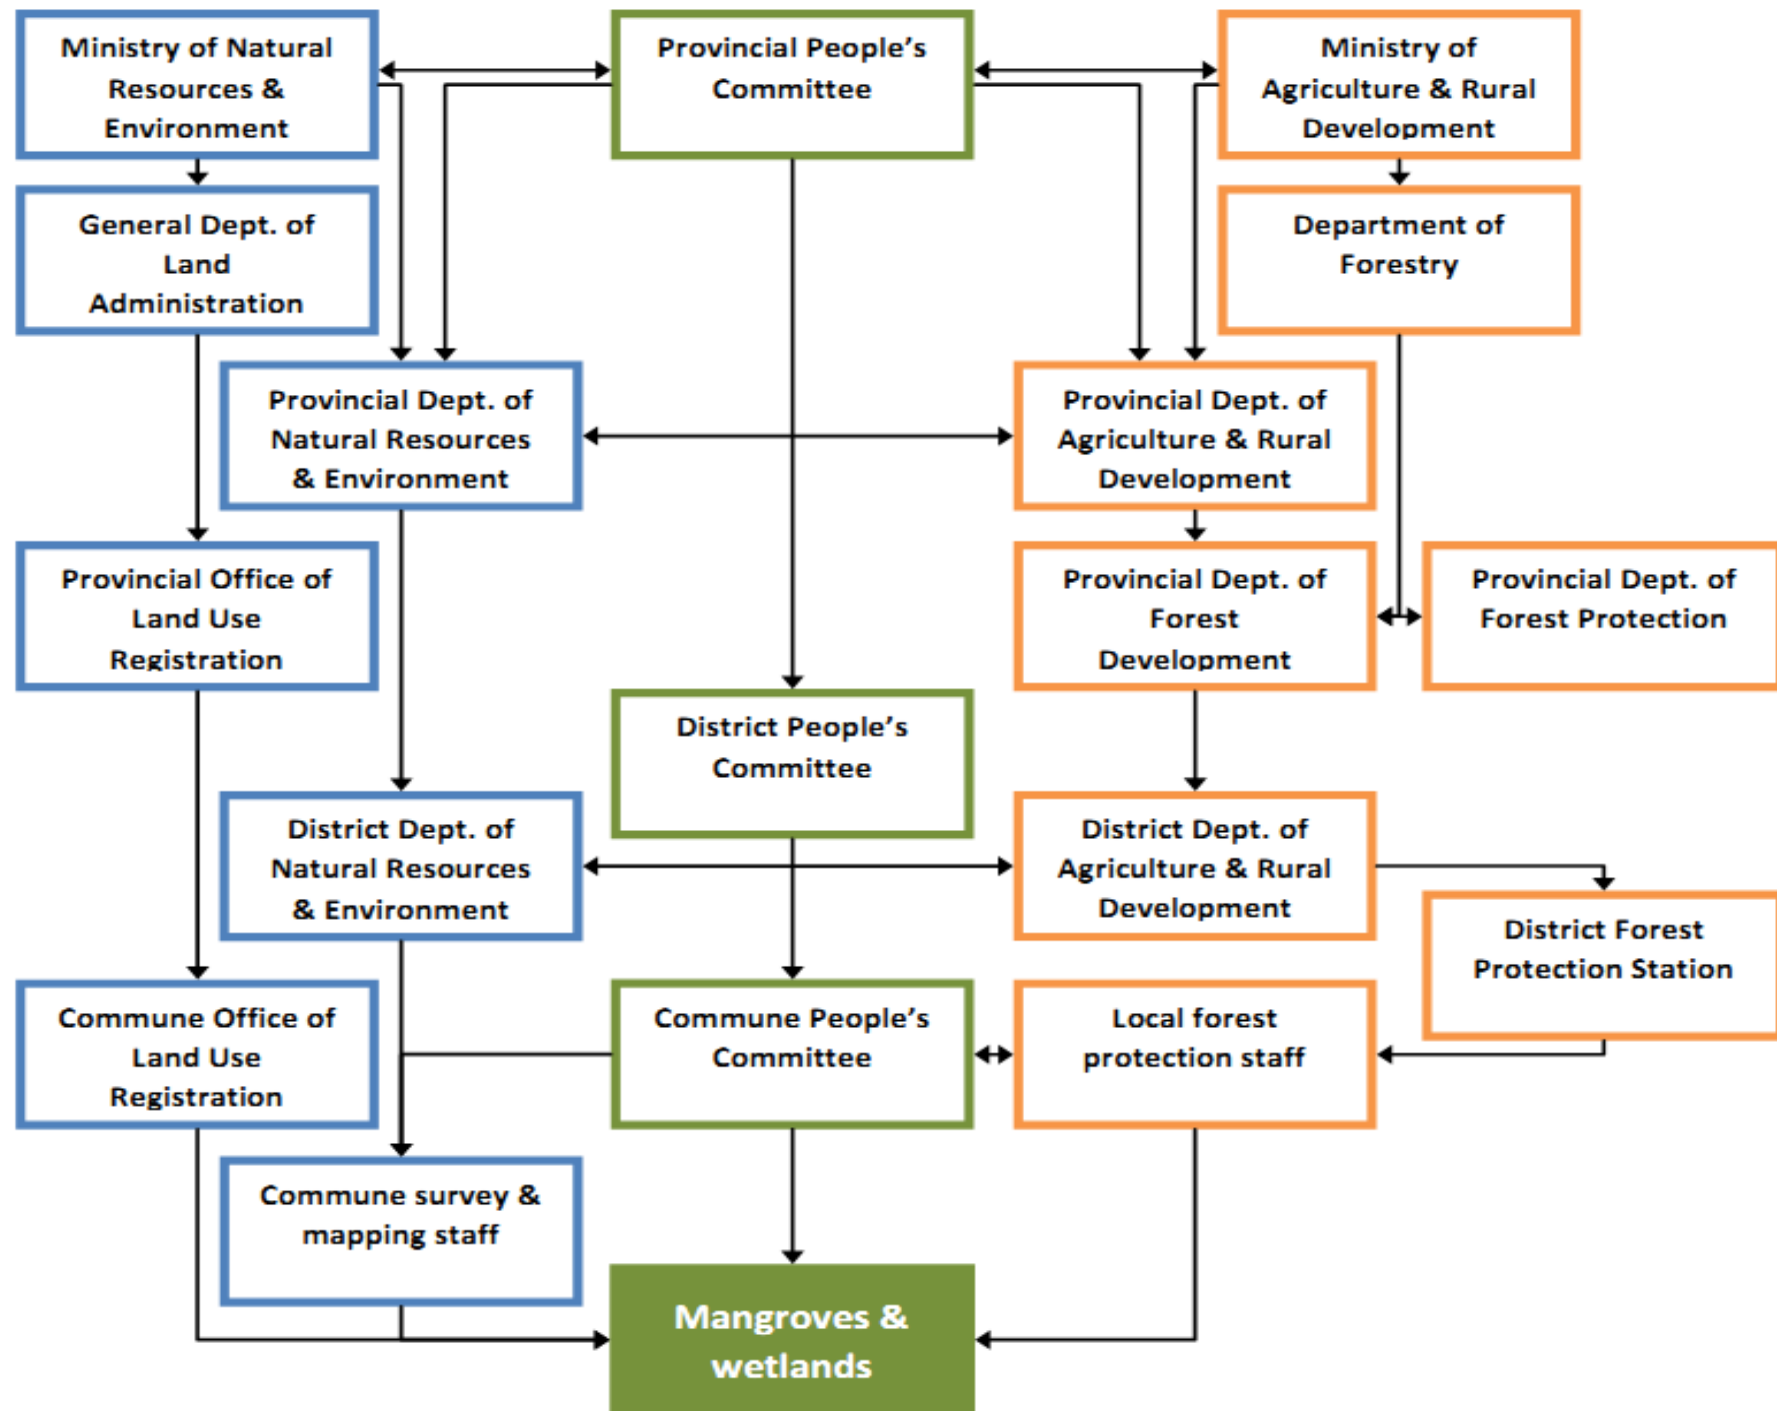 Ministry of Natural
Resources &
Environment
Provincial People's
Committee
Ministry of
Agriculture & Rural
Development
General Dept. of
Land
Administration
Department of
Forestry
Provincial Dept. of
Natural Resources
& Environment
Provincial Dept. of
Agriculture & Rural
Development
Provincial Office of
Land Use
Registration
Provincial Dept. of
Forest
Development
Provincial Dept. of
Forest Protection
District People's
Committee
District Dept. of
Natural Resources
& Environment
District Dept. of
Agriculture & Rural
Development
District Forest
Protection Station
Commune Office of
Land Use
Registration
Commune People's
Committee
Local forest
protection staff
Commune survey &
mapping staff
Mangroves &
wetlands